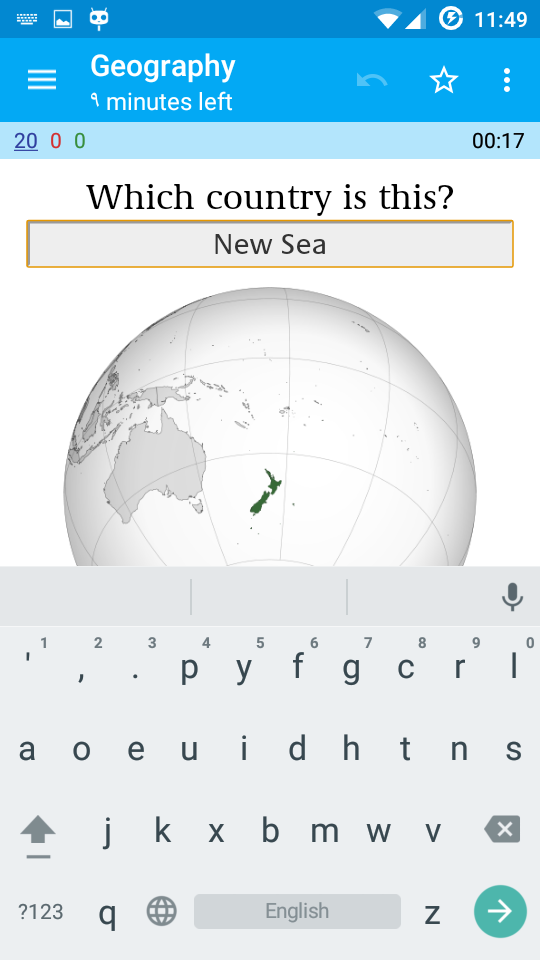 11:49
Geography
٩ minutes left
20 0 0 00:17
Which country is this?
New Sea
1 2 3 4 5 6 7 8 9 0
' , . p y f g c r l
a o e u i d h t n s
j k x b m w v
?123 q English z